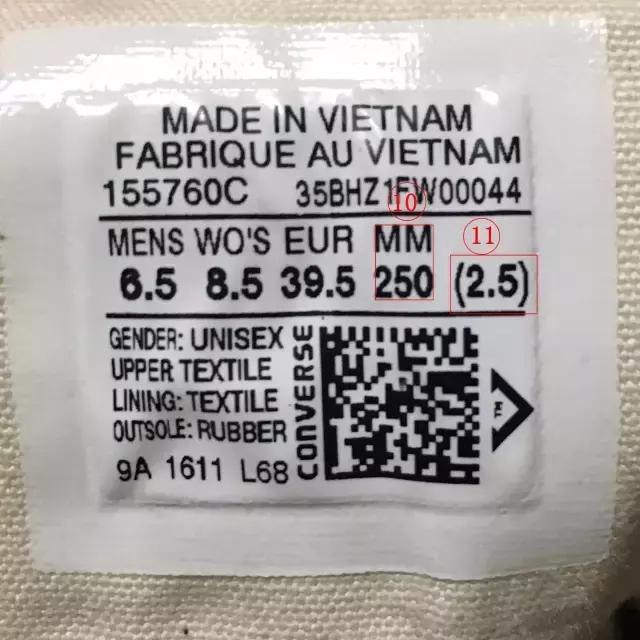 MADE IN VIETNAM
FABRIQUE AU VIETNAM
155760C 35BHZ1FW00044
⑩ ⑪
MENS WO'S EUR MM
6.5 8.5 39.5 250 (2.5)
GENDER: UNISEX
UPPER TEXTILE
LINING: TEXTILE
OUTSOLE: RUBBER
9A 1611 L68
CONVERSE
TM